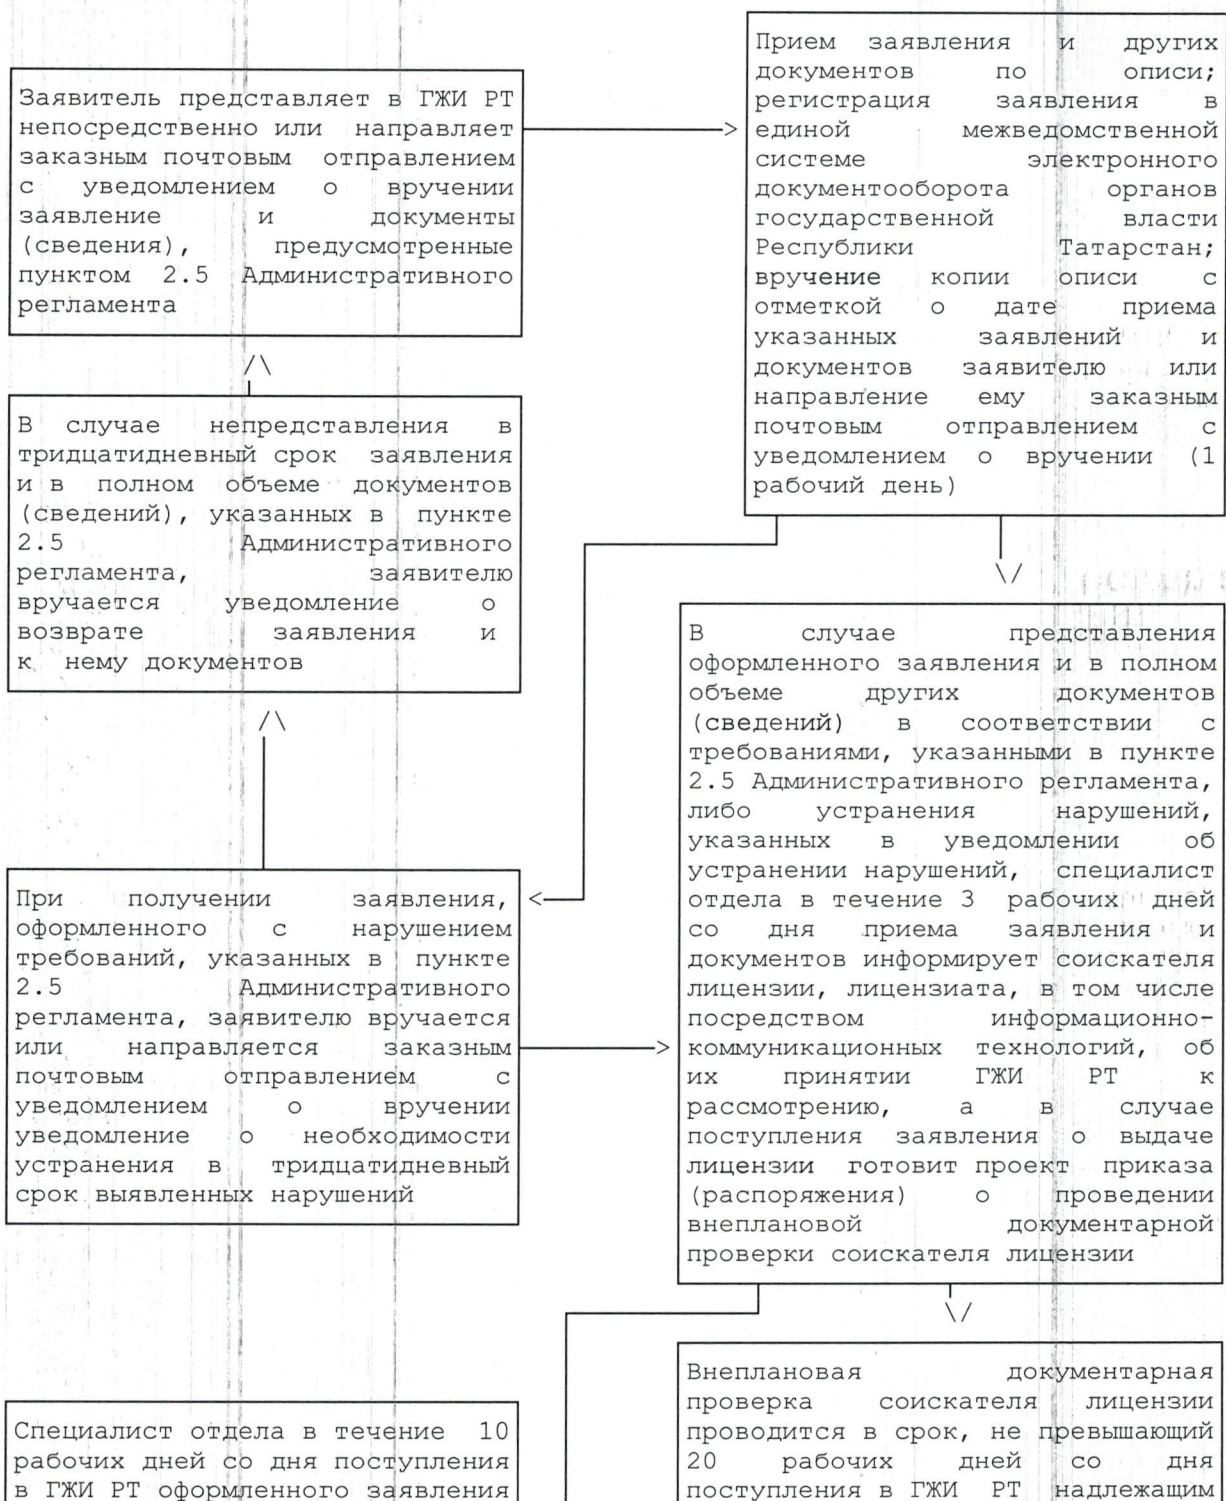 Заявитель представляет в ГЖИ РТ
непосредственно или направляет
заказным почтовым отправлением
с уведомлением о вручении
заявление и документы
(сведения), предусмотренные
пунктом 2.5 Административного
регламента
Прием заявления и других
документов по описи;
регистрация заявления в
единой межведомственной
системе электронного
документооборота органов
государственной власти
Республики Татарстан;
вручение копии описи с
отметкой о дате приема
указанных заявлений и
документов заявителю или
направление ему заказным
почтовым отправлением с
уведомлением о вручении (1
рабочий день)
В случае непредставления в
тридцатидневный срок заявления
и в полном объеме документов
(сведений), указанных в пункте
2.5 Административного
регламента, заявителю
вручается уведомление о
возврате заявления и
к нему документов
В случае представления
оформленного заявления и в полном
объеме других документов
(сведений) в соответствии с
требованиями, указанными в пункте
2.5 Административного регламента,
либо устранения нарушений,
указанных в уведомлении об
устранении нарушений, специалист
отдела в течение 3 рабочих дней
со дня приема заявления и
документов информирует соискателя
лицензии, лицензиата, в том числе
посредством информационно-
коммуникационных технологий, об
их принятии ГЖИ РТ к
рассмотрению, а в случае
поступления заявления о выдаче
лицензии готовит проект приказа
(распоряжения) о проведении
внеплановой документарной
проверки соискателя лицензии
При получении заявления,
оформленного с нарушением
требований, указанных в пункте
2.5 Административного
регламента, заявителю вручается
или направляется заказным
почтовым отправлением с
уведомлением о вручении
уведомление о необходимости
устранения в тридцатидневный
срок выявленных нарушений
Внеплановая документарная
проверка соискателя лицензии
проводится в срок, не превышающий
20 рабочих дней со дня
поступления в ГЖИ РТ надлежащим
Специалист отдела в течение 10
рабочих дней со дня поступления
в ГЖИ РТ оформленного заявления